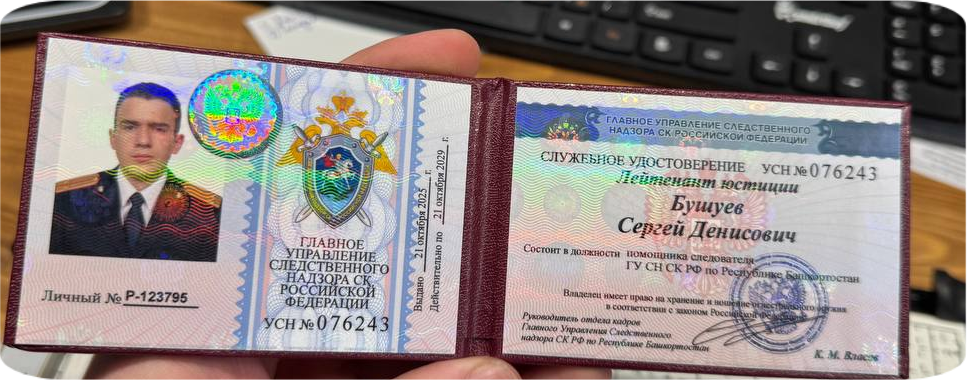 ГЛАВНОЕ
УПРАВЛЕНИЕ
СЛЕДСТВЕННОГО
НАДЗОРА СК
РОССИЙСКОЙ
ФЕДЕРАЦИИ
УСН №076243
Личный № Р-123795
Выдано 21 октября 2025 г.
Действительно по 21 октября 2029 г.
ГЛАВНОЕ УПРАВЛЕНИЕ СЛЕДСТВЕННОГО
НАДЗОРА СК РОССИЙСКОЙ ФЕДЕРАЦИИ
СЛУЖЕБНОЕ УДОСТОВЕРЕНИЕ УСН №076243
Лейтенант юстиции
Бушуев
Сергей Денисович
Состоит в должности помощника следователя
ГУ СН СК РФ по Республике Башкортостан
Владелец имеет право на хранение и ношение огнестрельного оружия
в соответствии с законом Российской Федерации
Руководитель отдела кадров
Главного Управления Следственного
надзора СК РФ по Республике Башкортостан
К. М. Власов